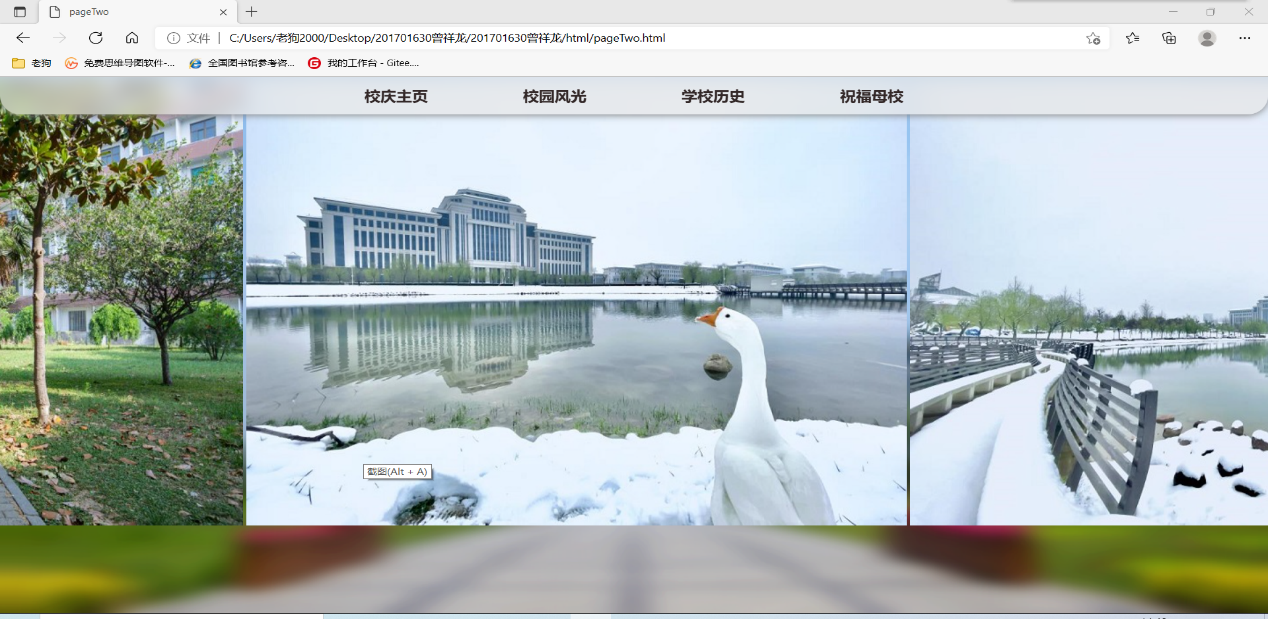 pageTwo
文件 | C:/Users/老狗2000/Desktop/201701630曾祥龙/201701630曾祥龙/html/pageTwo.html
老狗 免费思维导图软件-... 全国图书馆参考咨... 我的工作台 - Gitee....
校庆主页 校园风光 学校历史 祝福母校
截图(Alt + A)